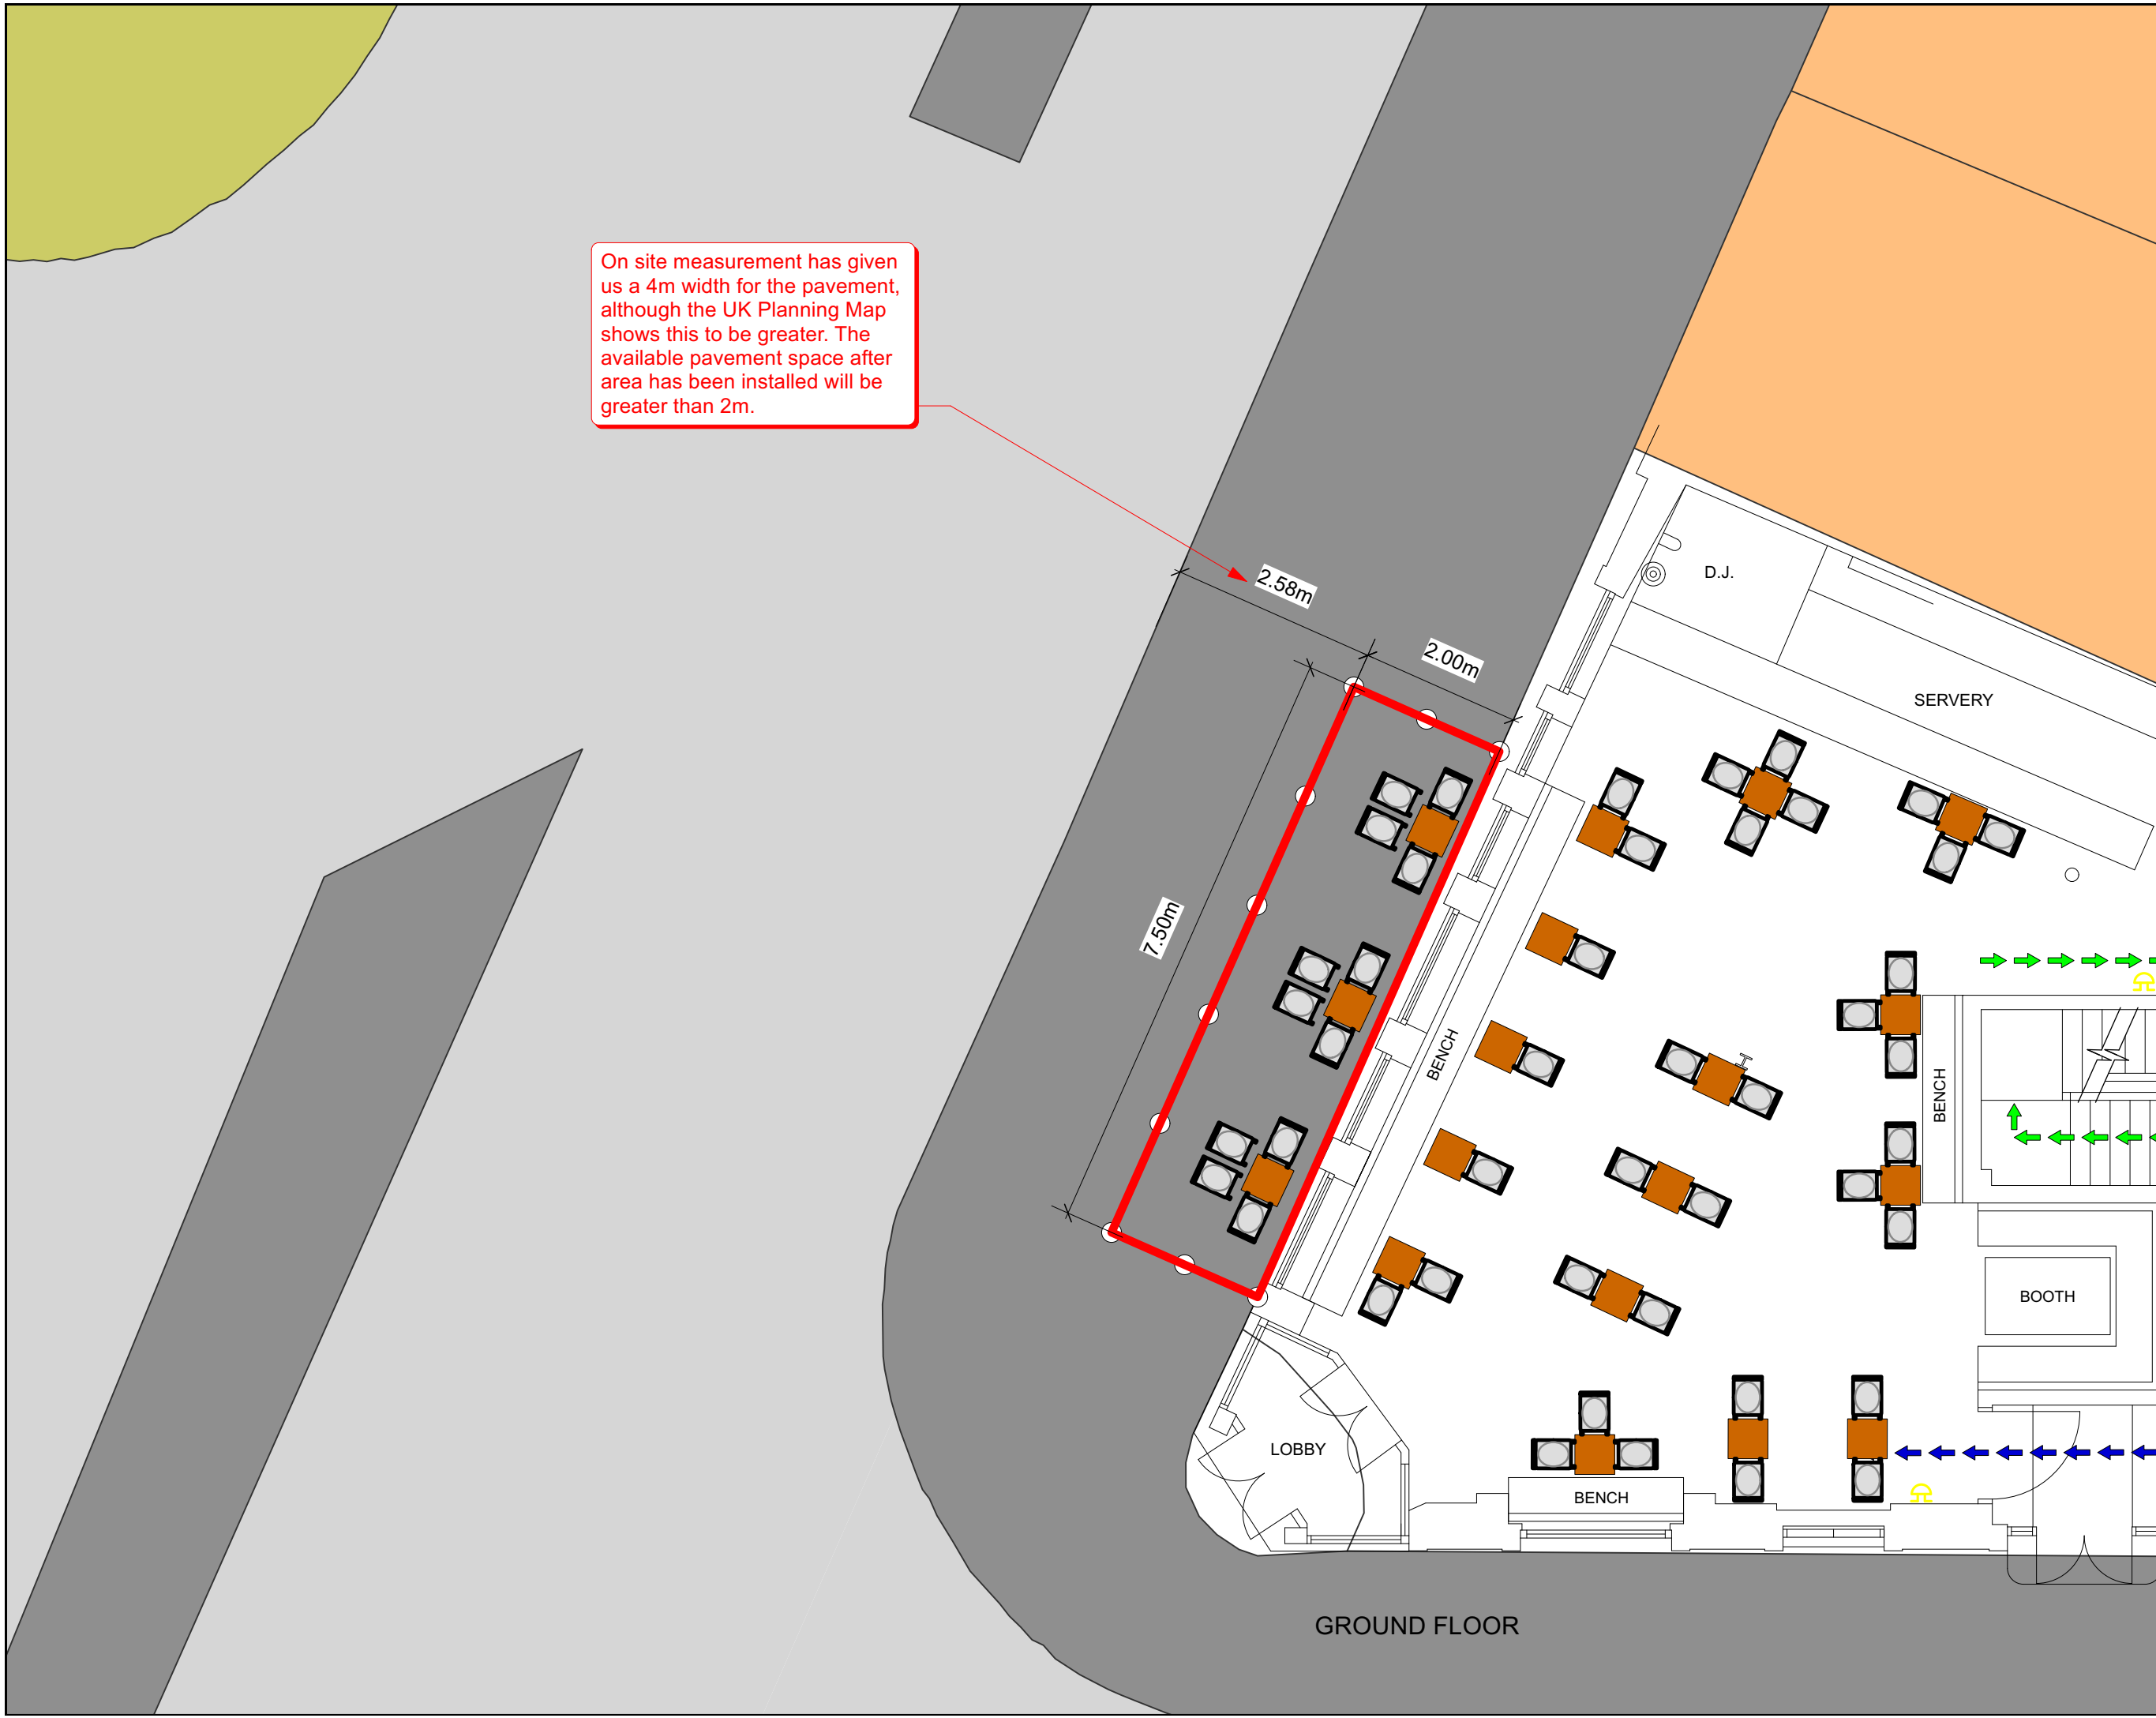 On site measurement has given
us a 4m width for the pavement,
although the UK Planning Map
shows this to be greater. The
available pavement space after
area has been installed will be
greater than 2m.
2.58m
D.J.
2.00m
SERVERY
7.50m
BENCH
BENCH
BOOTH
LOBBY
BENCH
GROUND FLOOR